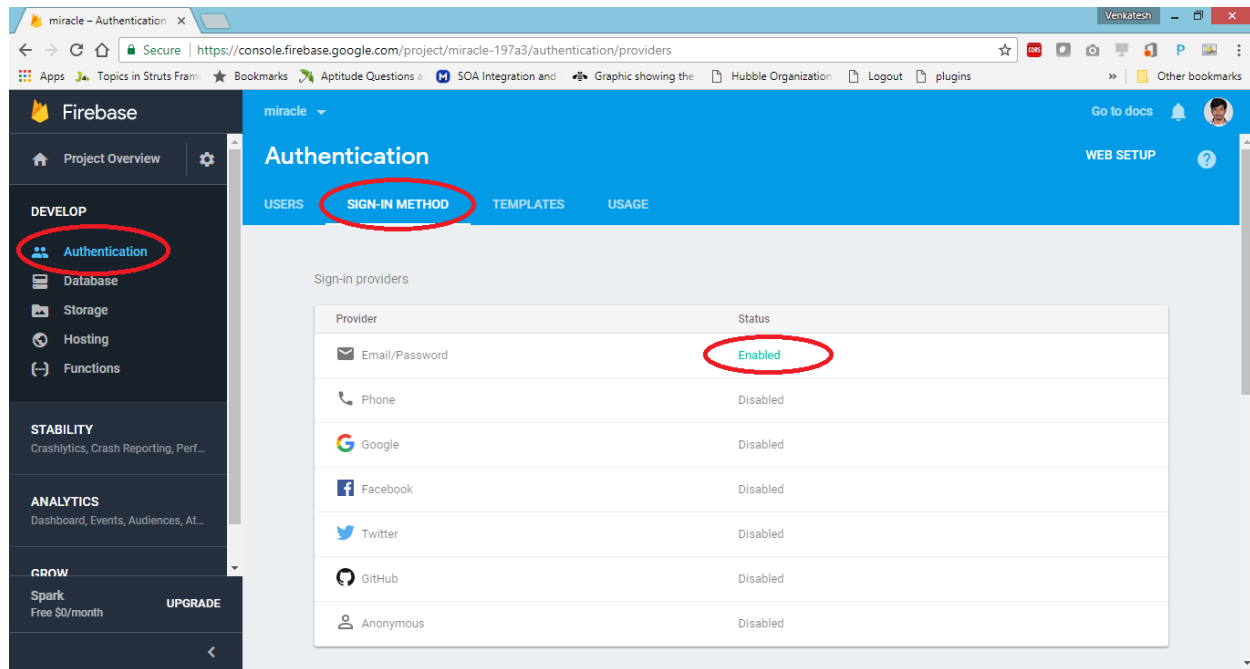 miracle – Authentication
Venkatesh
Secure https://console.firebase.google.com/project/miracle-197a3/authentication/providers
CORS
Apps Topics in Struts Fram Bookmarks Aptitude Questions a SOA Integration and Graphic showing the Hubble Organization Logout plugins » Other bookmarks
Firebase
miracle
Go to docs
Project Overview
Authentication
WEB SETUP
?
USERS SIGN-IN METHOD TEMPLATES USAGE
DEVELOP
Authentication
Database
Storage
Hosting
Functions
STABILITY
Crashlytics, Crash Reporting, Perf...
ANALYTICS
Dashboard, Events, Audiences, At...
GROW
Spark
Free $0/month
UPGRADE
Sign-in providers
Provider Status
Email/Password Enabled
Phone Disabled
Google Disabled
Facebook Disabled
Twitter Disabled
GitHub Disabled
Anonymous Disabled